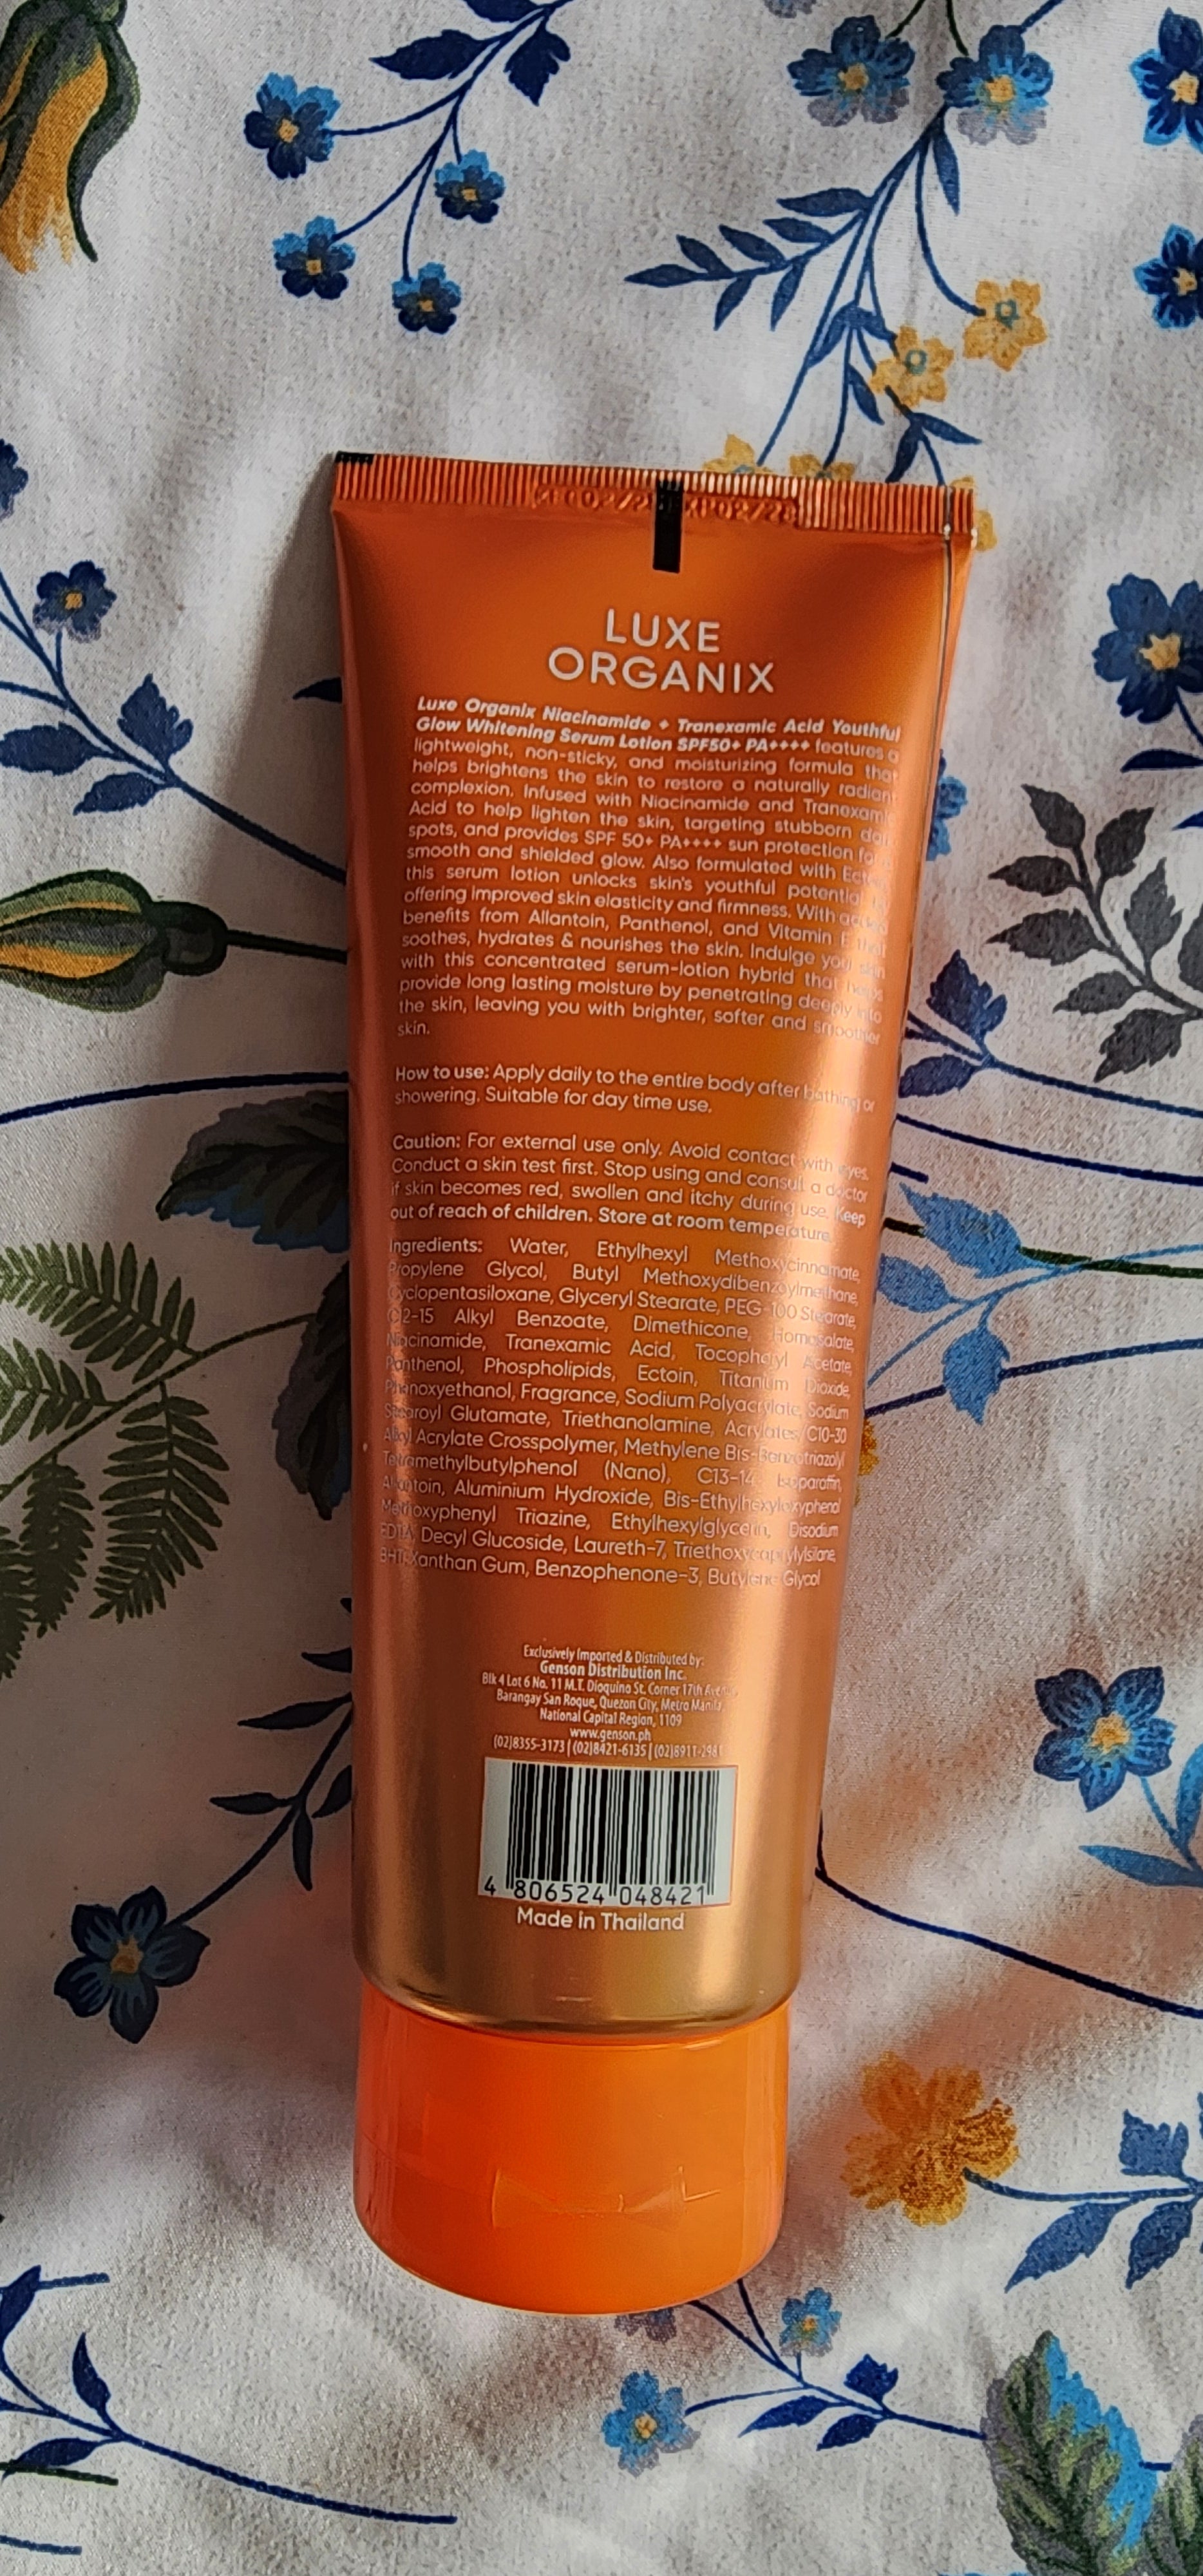 LUXE
ORGANIX
Luxe Organix Niacinamide + Tranexamic Acid Youthful
Glow Whitening Serum Lotion SPF50+ PA++++ features a
lightweight, non-sticky, and moisturizing formula that
helps brightens the skin to restore a naturally radiant
complexion. Infused with Niacinamide and Tranexamic
Acid to help lighten the skin, targeting stubborn
spots, and provides SPF 50+ PA++++ sun protection
smooth and shielded glow. Also formulated with
this serum lotion unlocks skin's youthful potential
offering improved skin elasticity and firmness. With
benefits from Allantoin, Panthenol, and Vitamin E that
soothes, hydrates & nourishes the skin. Indulge your skin
with this concentrated serum-lotion hybrid that helps
provide long lasting moisture by penetrating deeply into
the skin, leaving you with brighter, softer and smoother
skin.
How to use: Apply daily to the entire body after bathing or
showering. Suitable for day time use.
Caution: For external use only. Avoid contact with eyes.
Conduct a skin test first. Stop using and consult a doctor
if skin becomes red, swollen and itchy during use. Keep
out of reach of children. Store at room temperature.
Ingredients: Water, Ethylhexyl Methoxycinnamate,
Propylene Glycol, Butyl Methoxydibenzoylmethane,
Cyclopentasiloxane, Glyceryl Stearate, PEG-100 Stearate,
C12-15 Alkyl Benzoate, Dimethicone, Homosalate,
Niacinamide, Tranexamic Acid, Tocopheryl Acetate,
Panthenol, Phospholipids, Ectoin, Titanium Dioxide,
Phenoxyethanol, Fragrance, Sodium Polyacrylate, Sodium
Stearoyl Glutamate, Triethanolamine, Acrylates/C10-30
Alkyl Acrylate Crosspolymer, Methylene Bis-Benzotriazolyl
Tetramethylbutylphenol (Nano), C13-14 Isoparaffin,
Allantoin, Aluminium Hydroxide, Bis-Ethylhexyloxyphenol
Methoxyphenyl Triazine, Ethylhexylglycerin, Disodium
EDTA, Decyl Glucoside, Laureth-7, Triethoxycaprylylsilane,
BHT, Xanthan Gum, Benzophenone-3, Butylene Glycol
Exclusively Imported & Distributed by:
Genson Distribution Inc.
Blk 4 Lot 6 No. 11 M.T. Dioquino St. Corner 17th Avenue,
Barangay San Roque, Quezon City, Metro Manila,
National Capital Region, 1109
www.genson.ph
(02)8355-3173 | (02)8421-6135 | (02)8911-2981
4 806524 048421
Made in Thailand